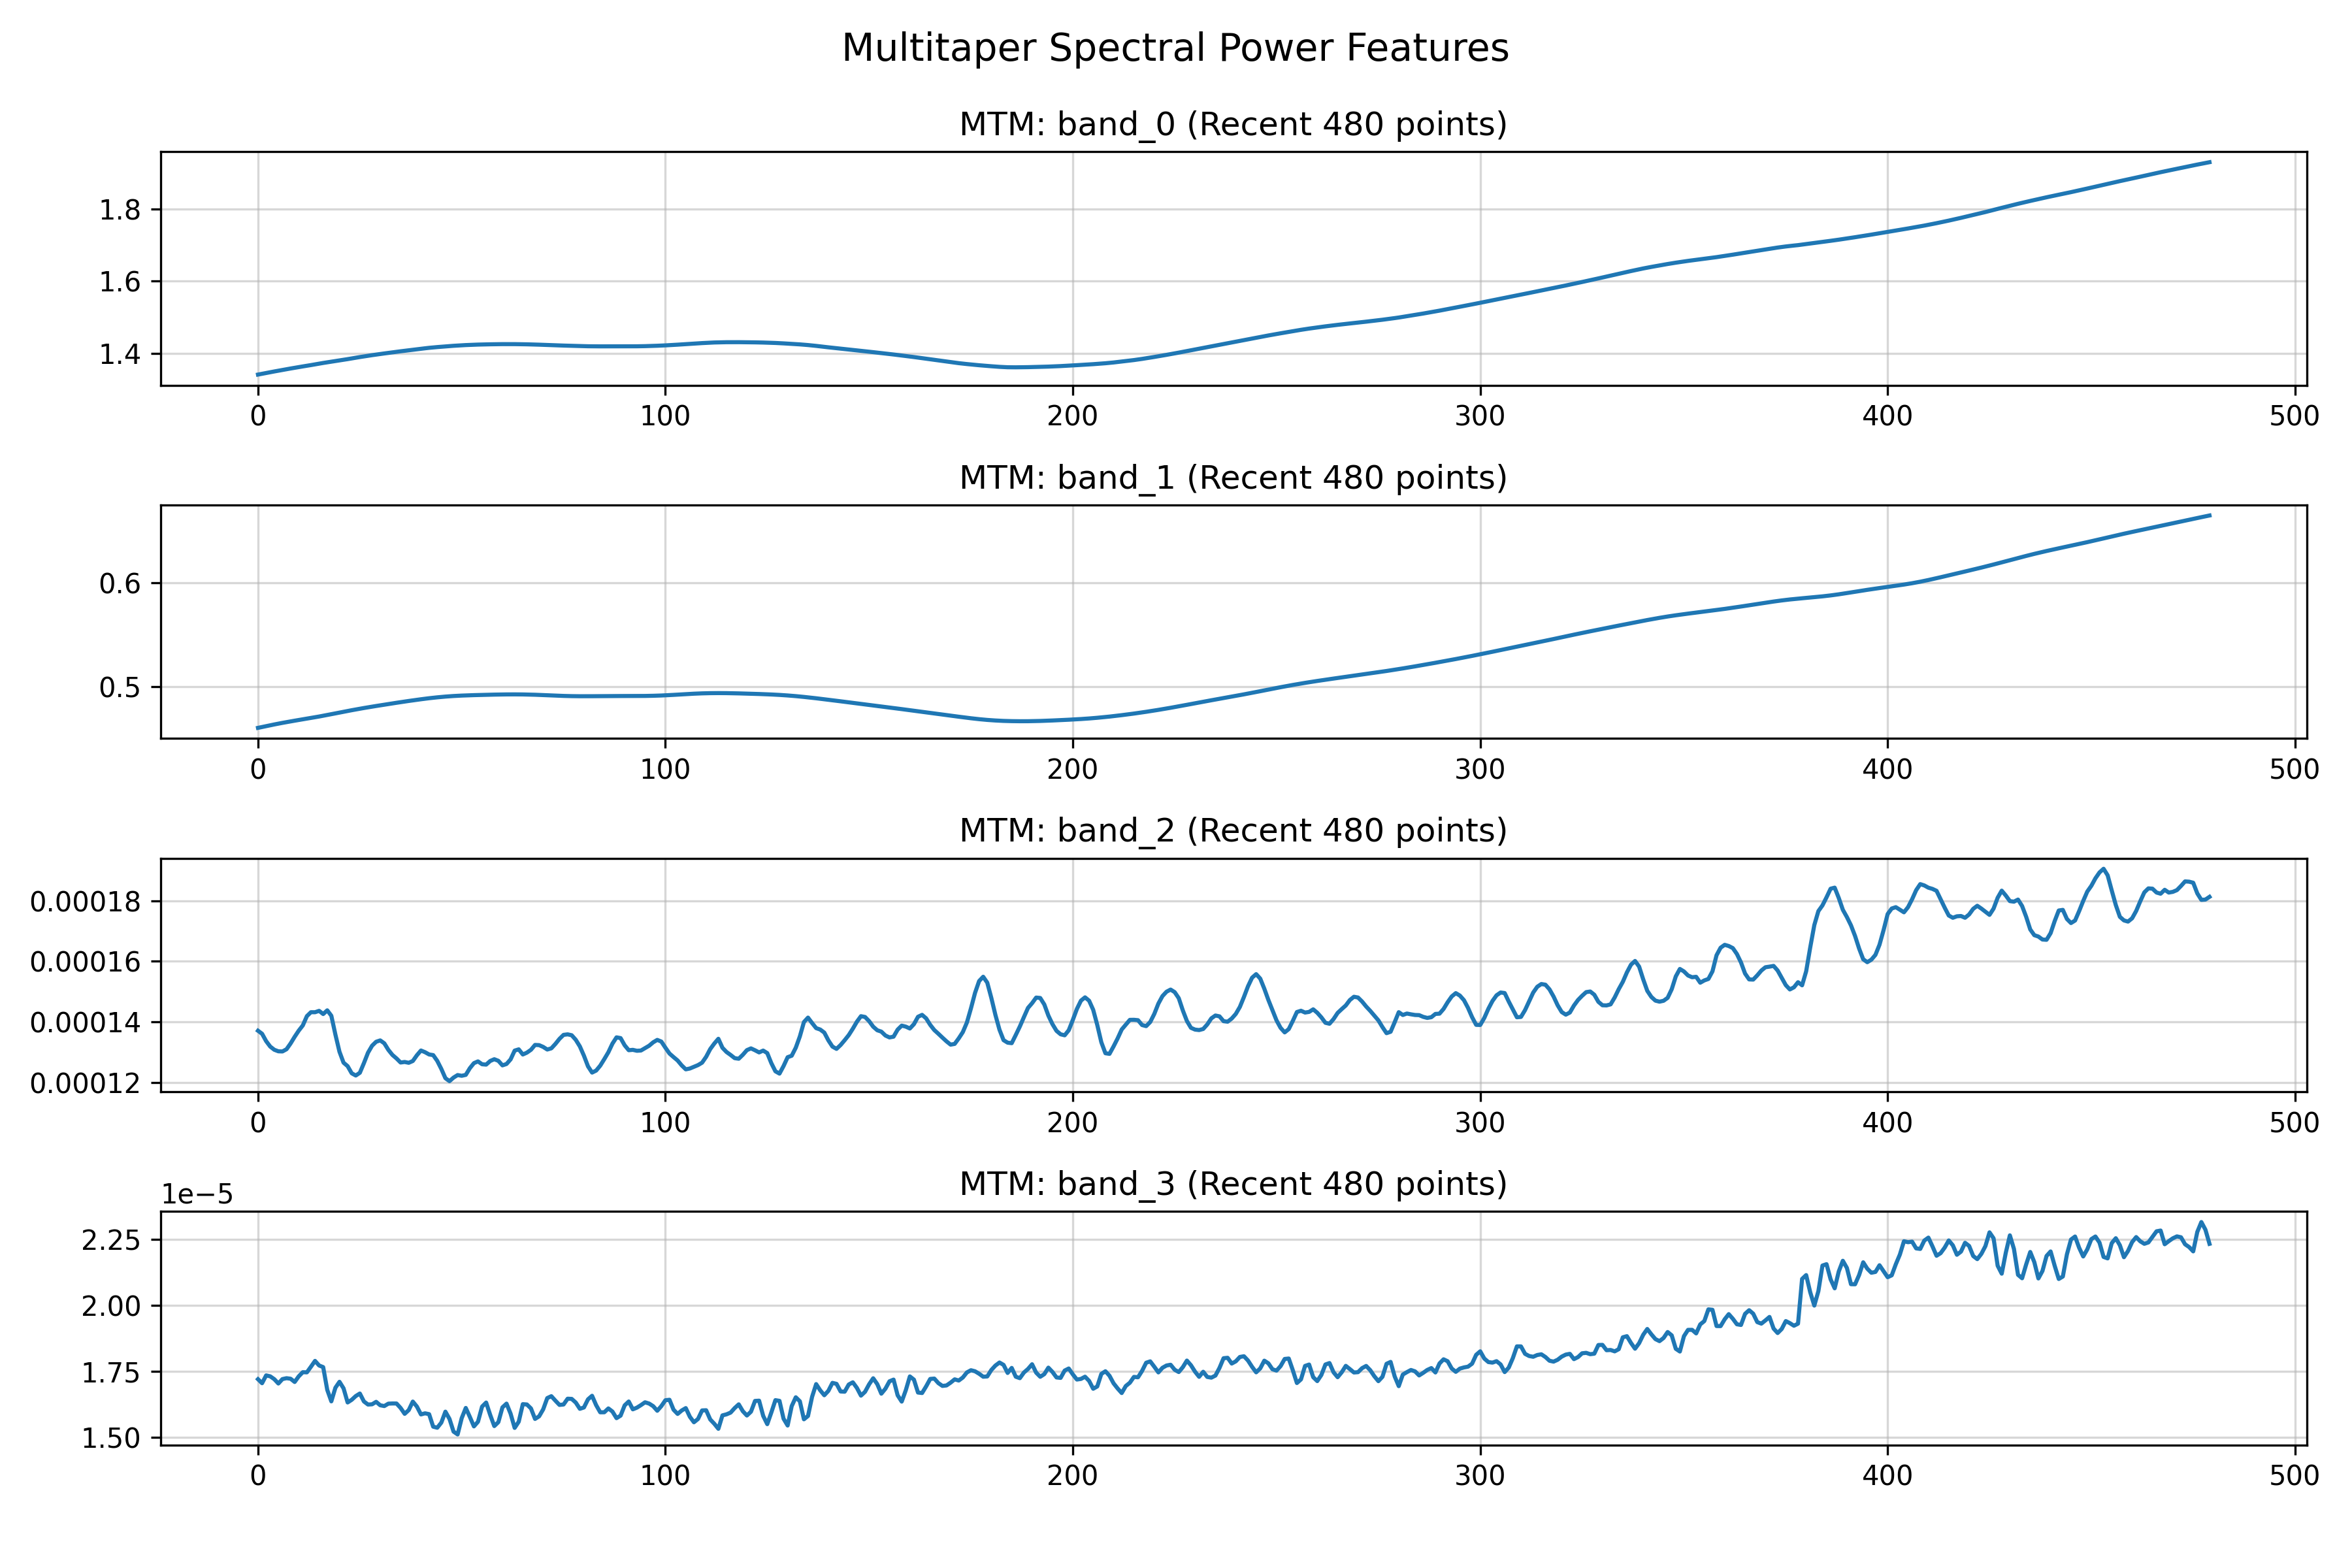 Multitaper Spectral Power Features
MTM: band_0 (Recent 480 points)
1.8
1.6
1.4
0 100 200 300 400 500
MTM: band_1 (Recent 480 points)
0.6
0.5
0 100 200 300 400 500
MTM: band_2 (Recent 480 points)
0.00018
0.00016
0.00014
0.00012
0 100 200 300 400 500
MTM: band_3 (Recent 480 points)
1e−5
2.25
2.00
1.75
1.50
0 100 200 300 400 500